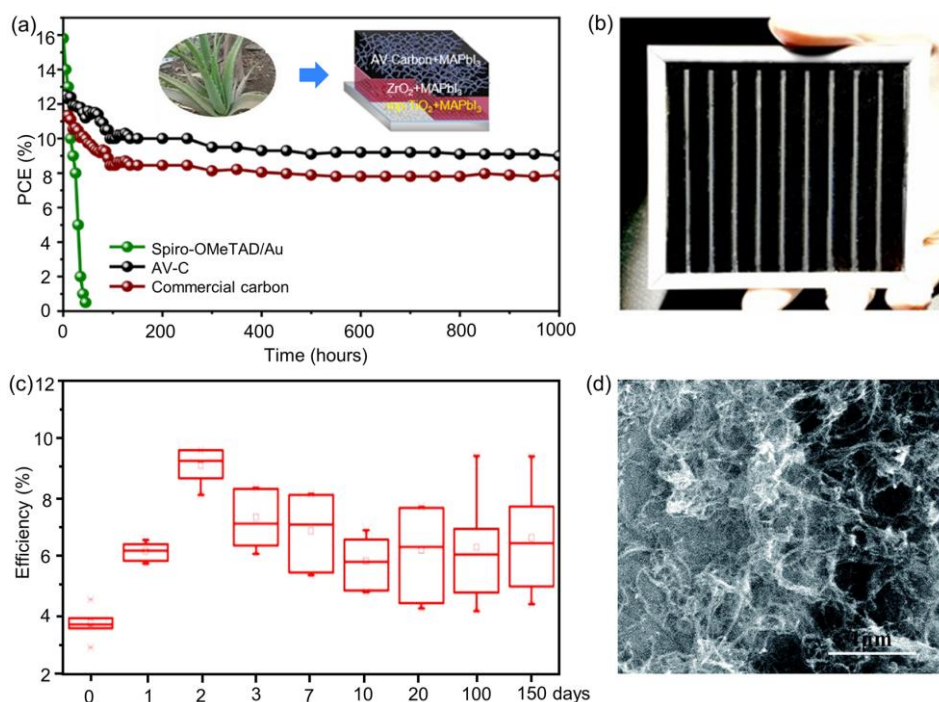 (a)
16
14
12
10
8
6
4
2
0
PCE (%)
AV Carbon+MAPbI₃
ZrO₂+MAPbI₃
mp-TiO₂+MAPbI₃
Spiro-OMeTAD/Au
AV-C
Commercial carbon
0 200 400 600 800 1000
Time (hours)
(b)
(c)
12
10
8
6
4
2
Efficiency (%)
0 1 2 3 7 10 20 100 150 days
(d)
1μm